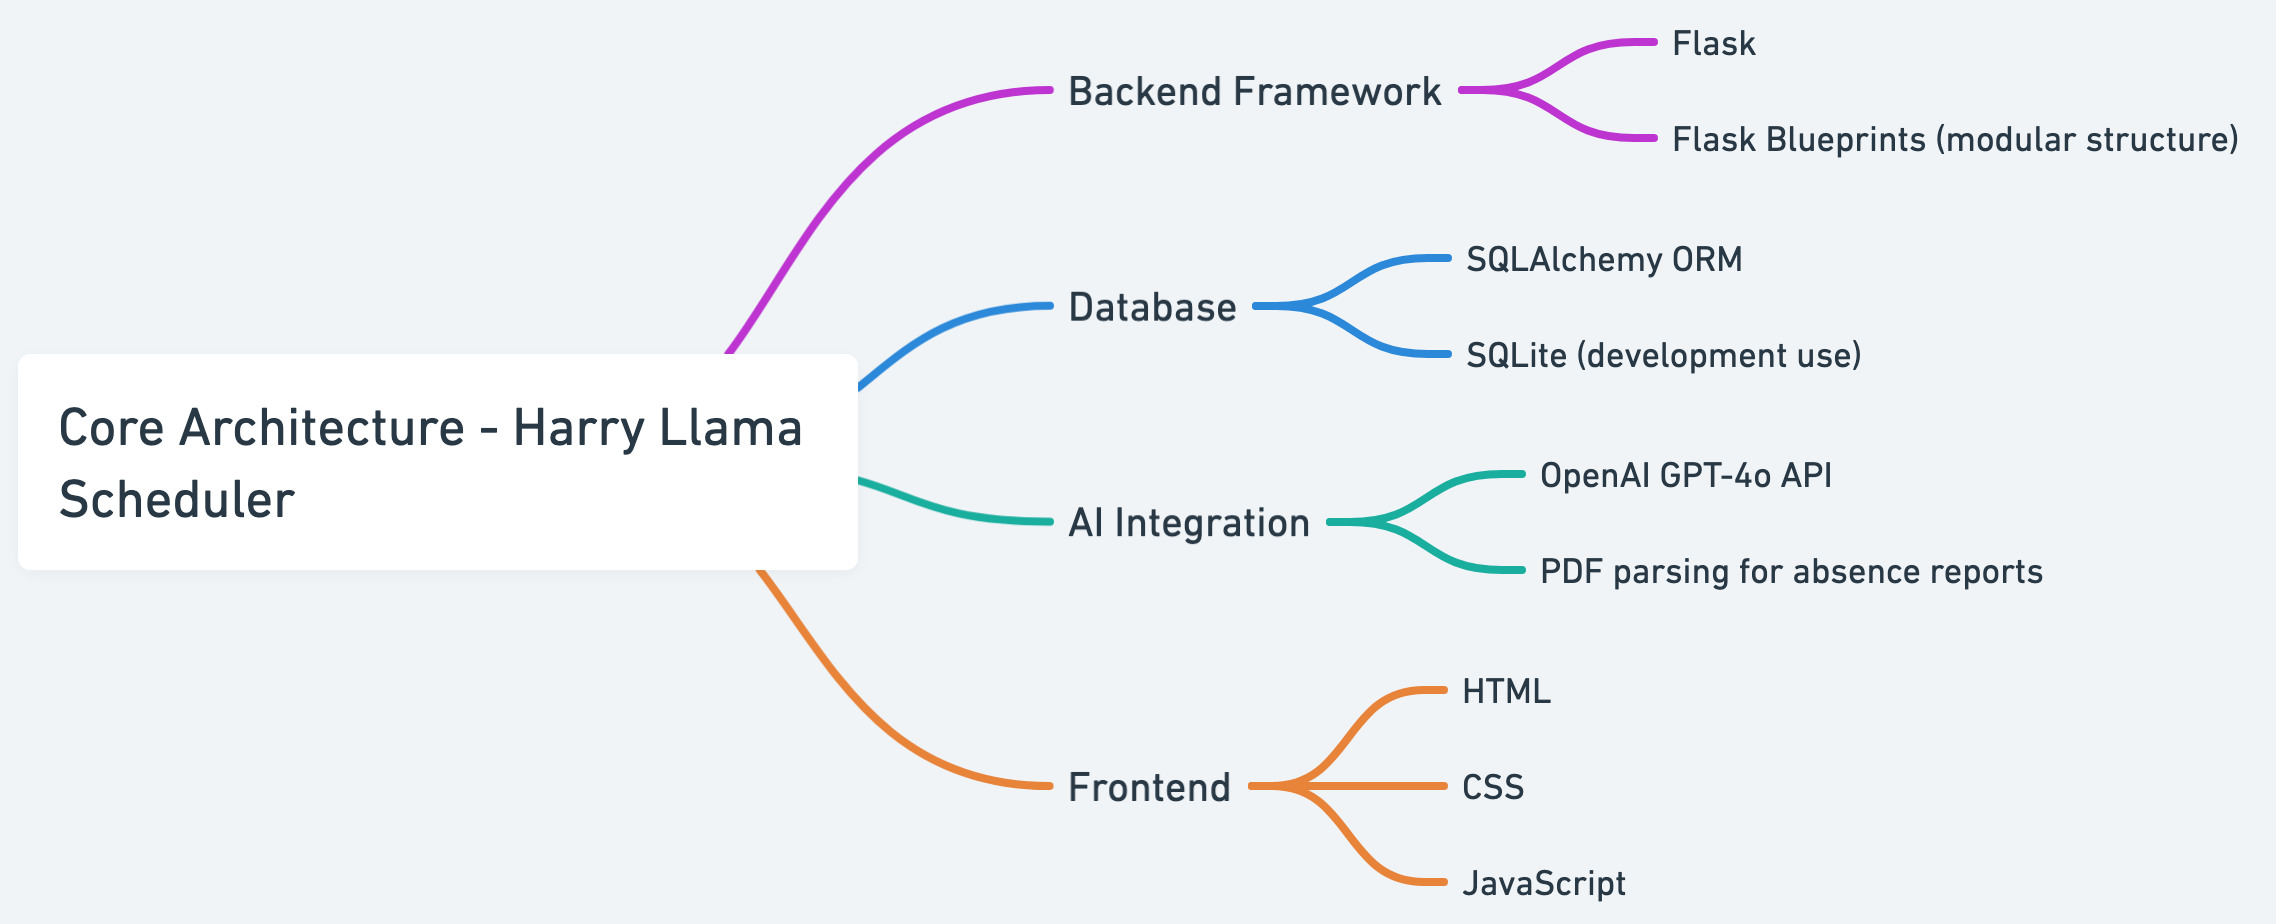 Core Architecture - Harry Llama
Scheduler
Backend Framework
Flask
Flask Blueprints (modular structure)
Database
SQLAlchemy ORM
SQLite (development use)
AI Integration
OpenAI GPT-4o API
PDF parsing for absence reports
Frontend
HTML
CSS
JavaScript